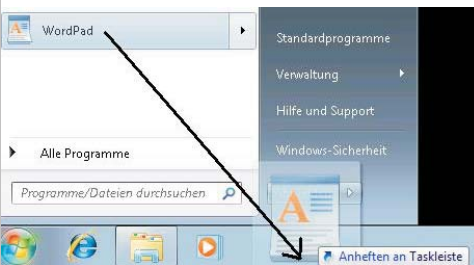 WordPad
Standardprogramme
Verwaltung
Hilfe und Support
Alle Programme
Windows-Sicherheit
Programme/Dateien durchsuchen
Anheften an Taskleiste